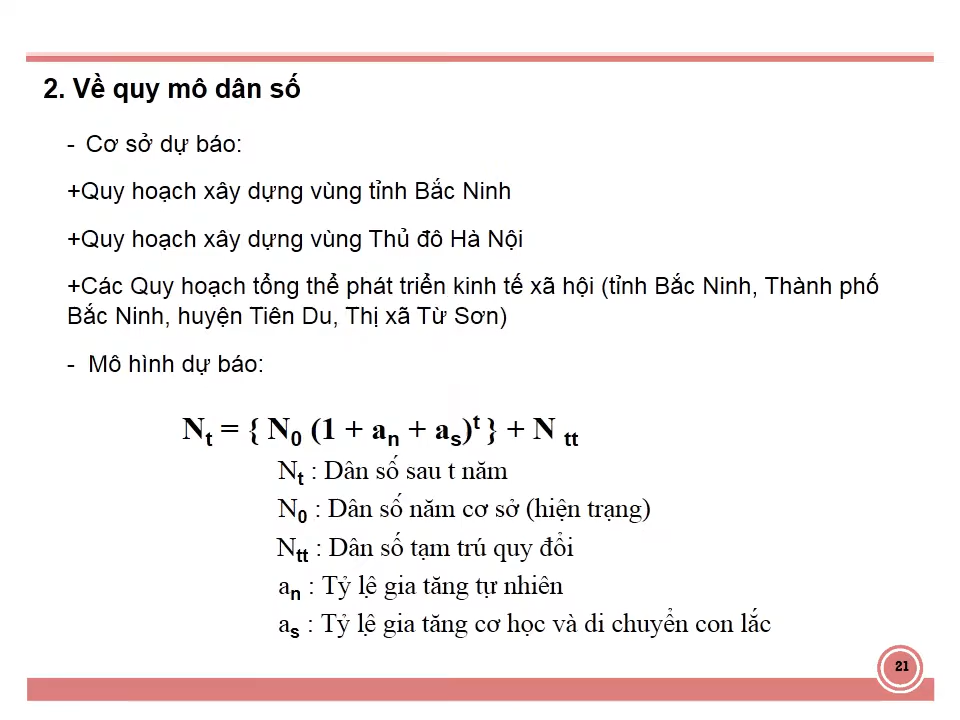 2. Về quy mô dân số
- Cơ sở dự báo:
+Quy hoạch xây dựng vùng tỉnh Bắc Ninh
+Quy hoạch xây dựng vùng Thủ đô Hà Nội
+Các Quy hoạch tổng thể phát triển kinh tế xã hội (tỉnh Bắc Ninh, Thành phố
Bắc Ninh, huyện Tiên Du, Thị xã Từ Sơn)
- Mô hình dự báo:
Nt = { N0 (1 + an + as)^t } + N tt
Nt : Dân số sau t năm
N0 : Dân số năm cơ sở (hiện trạng)
Ntt : Dân số tạm trú quy đổi
an : Tỷ lệ gia tăng tự nhiên
as : Tỷ lệ gia tăng cơ học và di chuyển con lắc
21